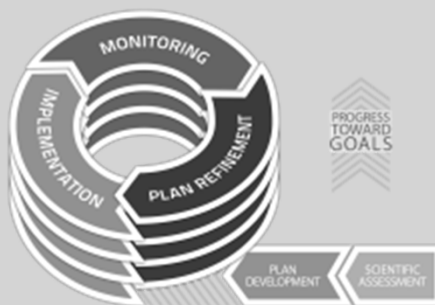 MONITORING
IMPLEMENTATION
PLAN REFINEMENT
PROGRESS
TOWARD
GOALS
PLAN
DEVELOPMENT
SCIENTIFIC
ASSESSMENT